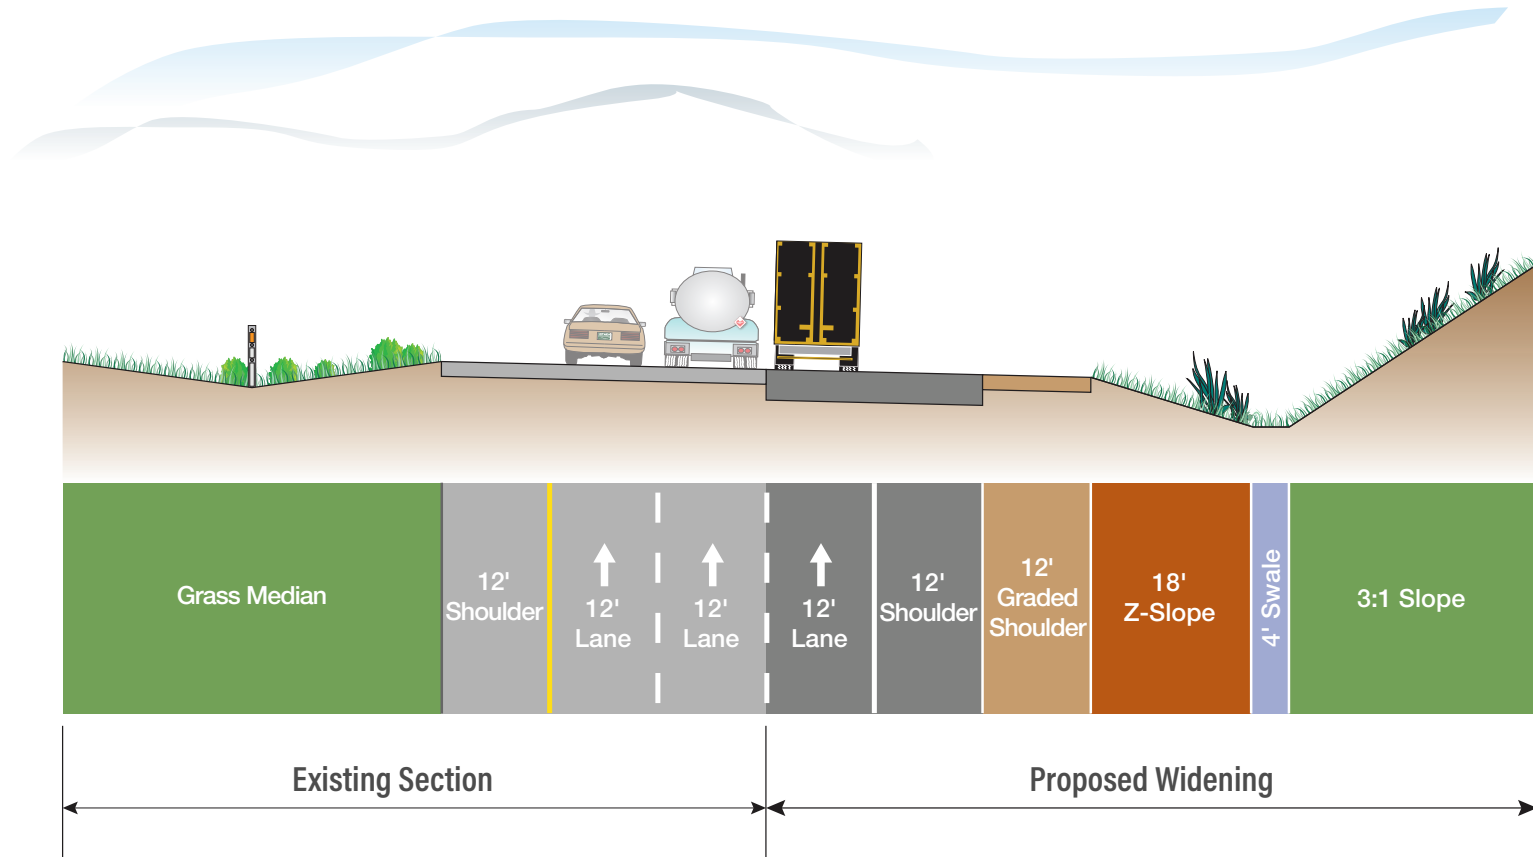 Grass Median
12'
Shoulder
12'
Lane
12'
Lane
12'
Lane
12'
Shoulder
12'
Graded
Shoulder
18'
Z-Slope
4' Swale
3:1 Slope
Existing Section
Proposed Widening